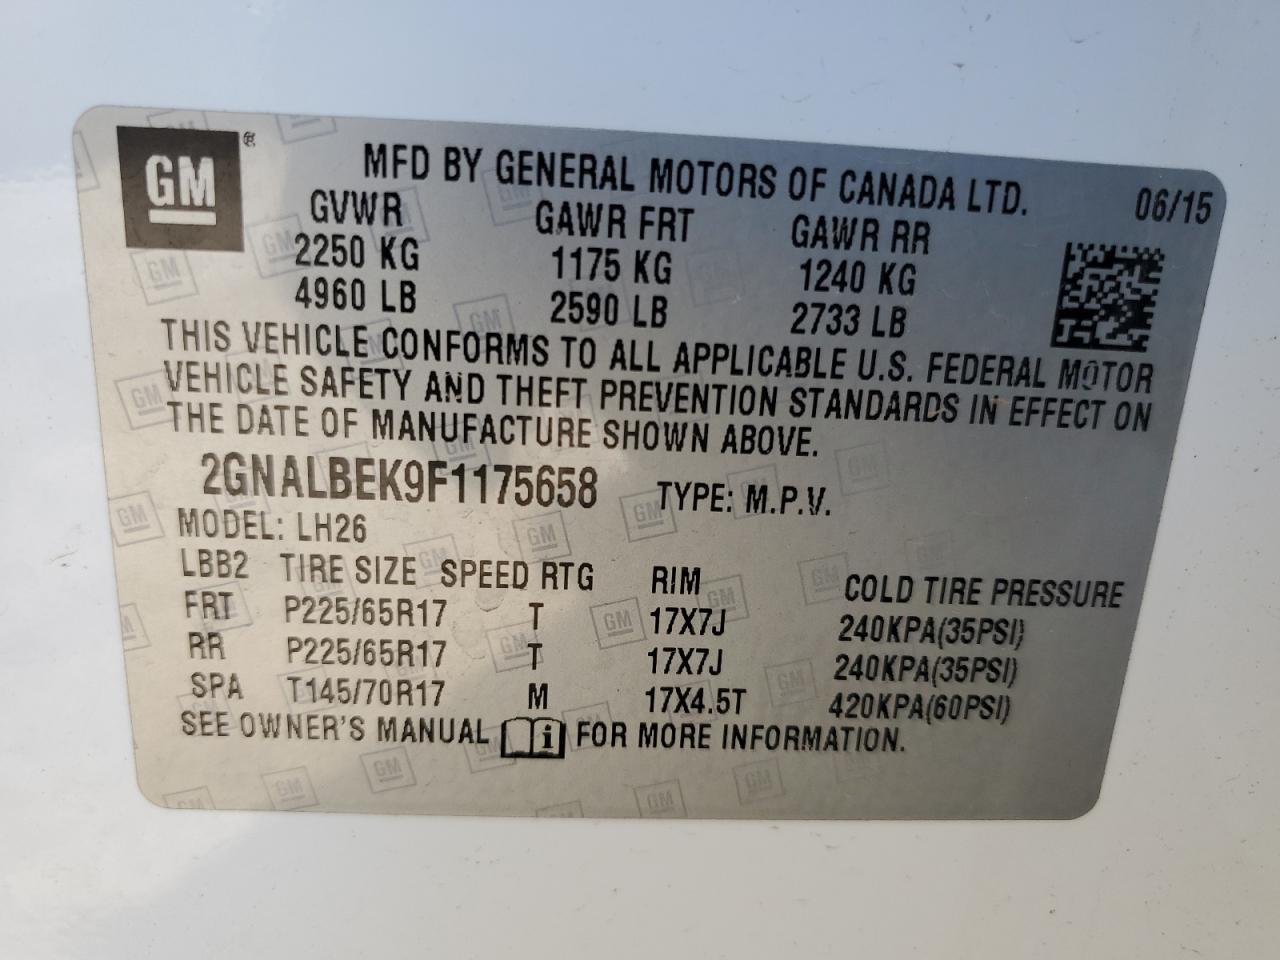 GM ®
MFD BY GENERAL MOTORS OF CANADA LTD. 06/15
GVWR GAWR FRT GAWR RR
2250 KG 1175 KG 1240 KG
4960 LB 2590 LB 2733 LB
THIS VEHICLE CONFORMS TO ALL APPLICABLE U.S. FEDERAL MOTOR
VEHICLE SAFETY AND THEFT PREVENTION STANDARDS IN EFFECT ON
THE DATE OF MANUFACTURE SHOWN ABOVE.
2GNALBEK9F1175658 TYPE: M.P.V.
MODEL: LH26
LBB2 TIRE SIZE SPEED RTG RIM COLD TIRE PRESSURE
FRT P225/65R17 T 17X7J 240KPA(35PSI)
RR P225/65R17 T 17X7J 240KPA(35PSI)
SPA T145/70R17 M 17X4.5T 420KPA(60PSI)
SEE OWNER'S MANUAL i FOR MORE INFORMATION.